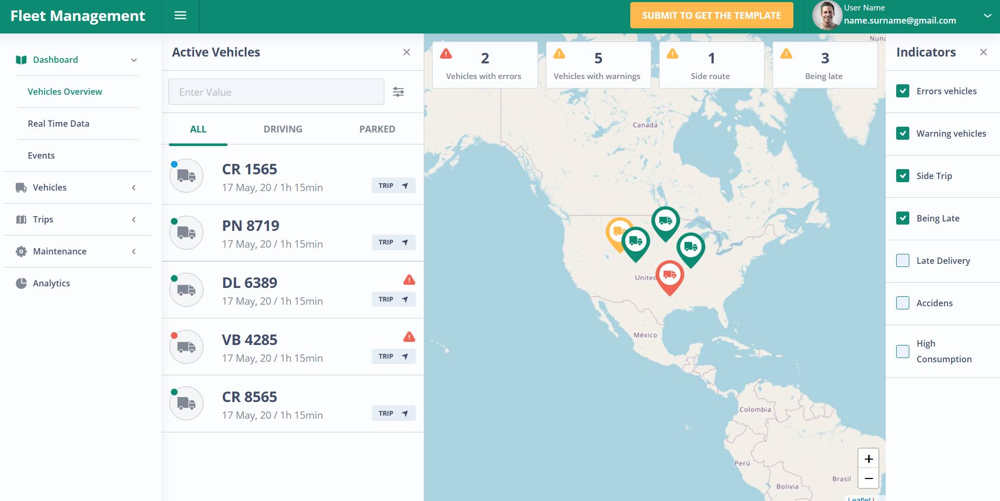 Fleet Management
SUBMIT TO GET THE TEMPLATE
User Name
name.surname@gmail.com
Dashboard
Vehicles Overview
Real Time Data
Events
Vehicles
Trips
Maintenance
Analytics
Active Vehicles
Enter Value
ALL
DRIVING
PARKED
CR 1565
17 May, 20 / 1h 15min
TRIP
PN 8719
17 May, 20 / 1h 15min
TRIP
DL 6389
17 May, 20 / 1h 15min
TRIP
VB 4285
17 May, 20 / 1h 15min
TRIP
CR 8565
17 May, 20 / 1h 15min
TRIP
2
Vehicles with errors
5
Vehicles with warnings
1
Side route
3
Being late
Nuna
Canada
United
México
Colombia
Perú
Brasil
Bolivia
+
−
Leaflet |
Indicators
Errors vehicles
Warning vehicles
Side Trip
Being Late
Late Delivery
Accidens
High
Consumption